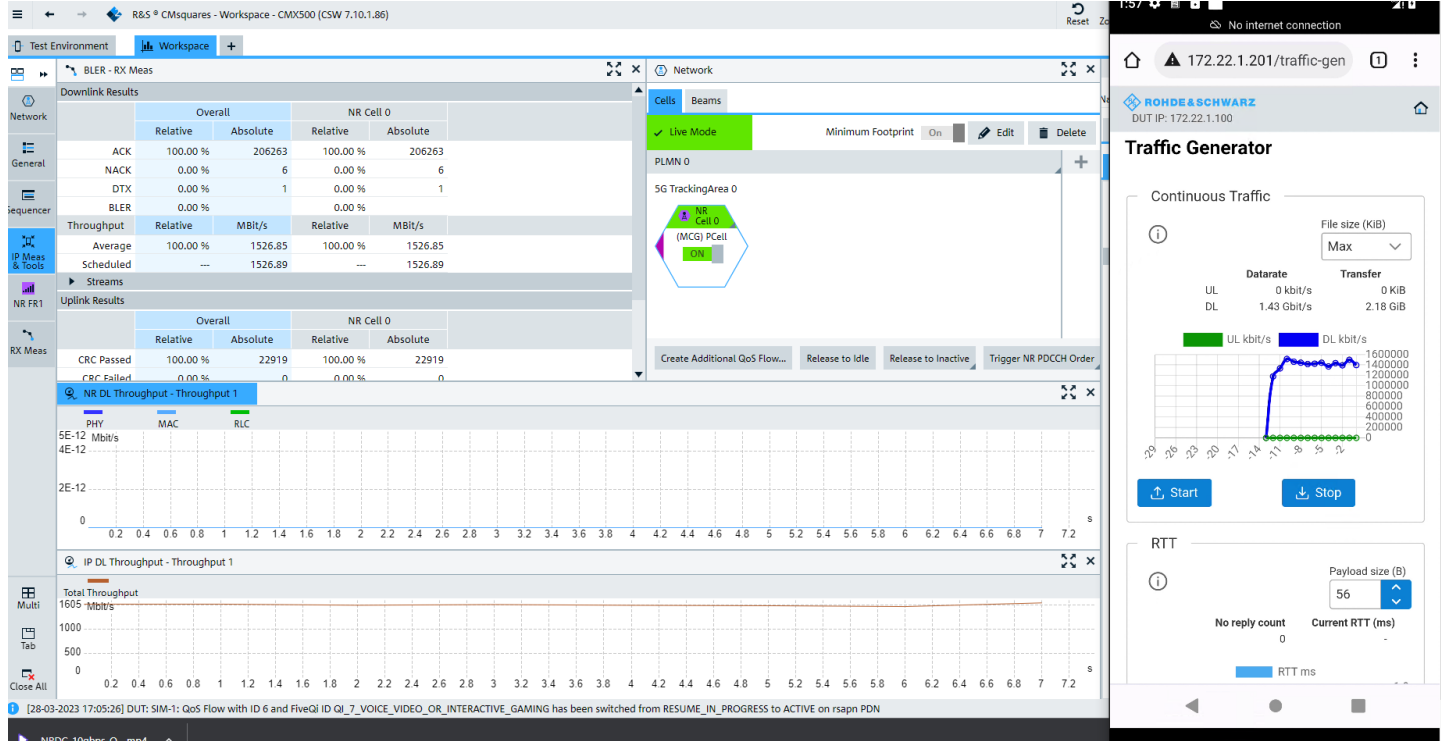 R&S ® CMsquares - Workspace - CMX500 (CSW 7.10.1.86)
Reset
Test Environment
Workspace
+
Network
General
Sequencer
IP Meas
& Tools
NR FR1
RX Meas
Multi
Tab
Close All
BLER - RX Meas
Downlink Results
Overall NR Cell 0
Relative Absolute Relative Absolute
ACK 100.00 % 206263 100.00 % 206263
NACK 0.00 % 6 0.00 % 6
DTX 0.00 % 1 0.00 % 1
BLER 0.00 % 0.00 %
Throughput Relative MBit/s Relative MBit/s
Average 100.00 % 1526.85 100.00 % 1526.85
Scheduled --- 1526.89 --- 1526.89
Streams
Uplink Results
Overall NR Cell 0
Relative Absolute Relative Absolute
CRC Passed 100.00 % 22919 100.00 % 22919
CRC Failed 0.00 % 0 0.00 % 0
Network
Cells Beams
Live Mode Minimum Footprint On Edit Delete
PLMN 0 +
5G TrackingArea 0
NR
Cell 0
(MCG) PCell
ON
Create Additional QoS Flow... Release to Idle Release to Inactive Trigger NR PDCCH Order
NR DL Throughput - Throughput 1
PHY MAC RLC
5E-12 Mbit/s
4E-12
2E-12
0
s
0.2 0.4 0.6 0.8 1 1.2 1.4 1.6 1.8 2 2.2 2.4 2.6 2.8 3 3.2 3.4 3.6 3.8 4 4.2 4.4 4.6 4.8 5 5.2 5.4 5.6 5.8 6 6.2 6.4 6.6 6.8 7 7.2
IP DL Throughput - Throughput 1
Total Throughput
1605 Mbit/s
1000
500
0
s
0.2 0.4 0.6 0.8 1 1.2 1.4 1.6 1.8 2 2.2 2.4 2.6 2.8 3 3.2 3.4 3.6 3.8 4 4.2 4.4 4.6 4.8 5 5.2 5.4 5.6 5.8 6 6.2 6.4 6.6 6.8 7 7.2
[28-03-2023 17:05:26] DUT: SIM-1: QoS Flow with ID 6 and FiveQi ID QI_7_VOICE_VIDEO_OR_INTERACTIVE_GAMING has been switched from RESUME_IN_PROGRESS to ACTIVE on rsapn PDN
1:57
No internet connection
172.22.1.201/traffic-gen 1
ROHDE&SCHWARZ
DUT IP: 172.22.1.100
Traffic Generator
Continuous Traffic
File size (KiB)
Max
Datarate Transfer
UL 0 kbit/s 0 KiB
DL 1.43 Gbit/s 2.18 GiB
UL kbit/s DL kbit/s
1600000
1400000
1200000
1000000
800000
600000
400000
200000
0
-29 -26 -23 -20 -17 -14 -11 -8 -5 -2
Start Stop
RTT
Payload size (B)
56
No reply count Current RTT (ms)
0 -
RTT ms